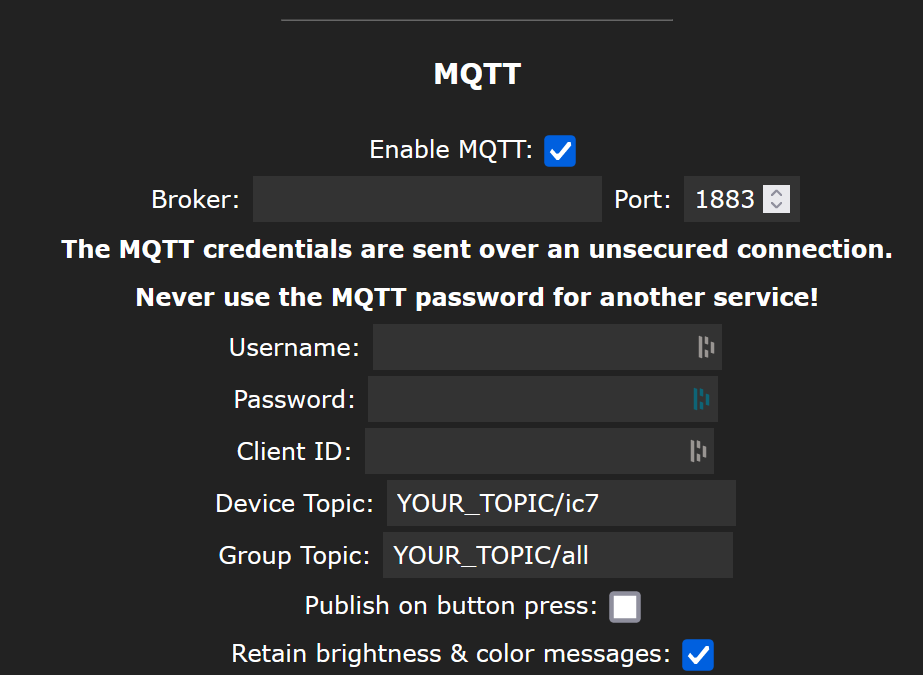 MQTT
Enable MQTT:
Broker: Port: 1883
The MQTT credentials are sent over an unsecured connection.
Never use the MQTT password for another service!
Username:
Password:
Client ID:
Device Topic: YOUR_TOPIC/ic7
Group Topic: YOUR_TOPIC/all
Publish on button press:
Retain brightness & color messages: